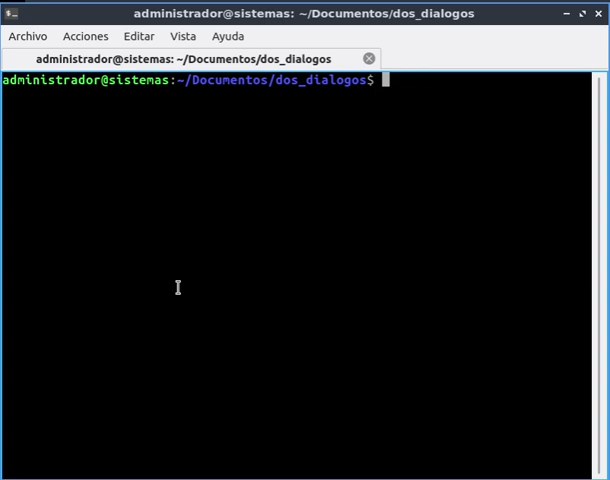 administrador@sistemas: ~/Documentos/dos_dialogos
Archivo Acciones Editar Vista Ayuda
administrador@sistemas: ~/Documentos/dos_dialogos
administrador@sistemas:~/Documentos/dos_dialogos$